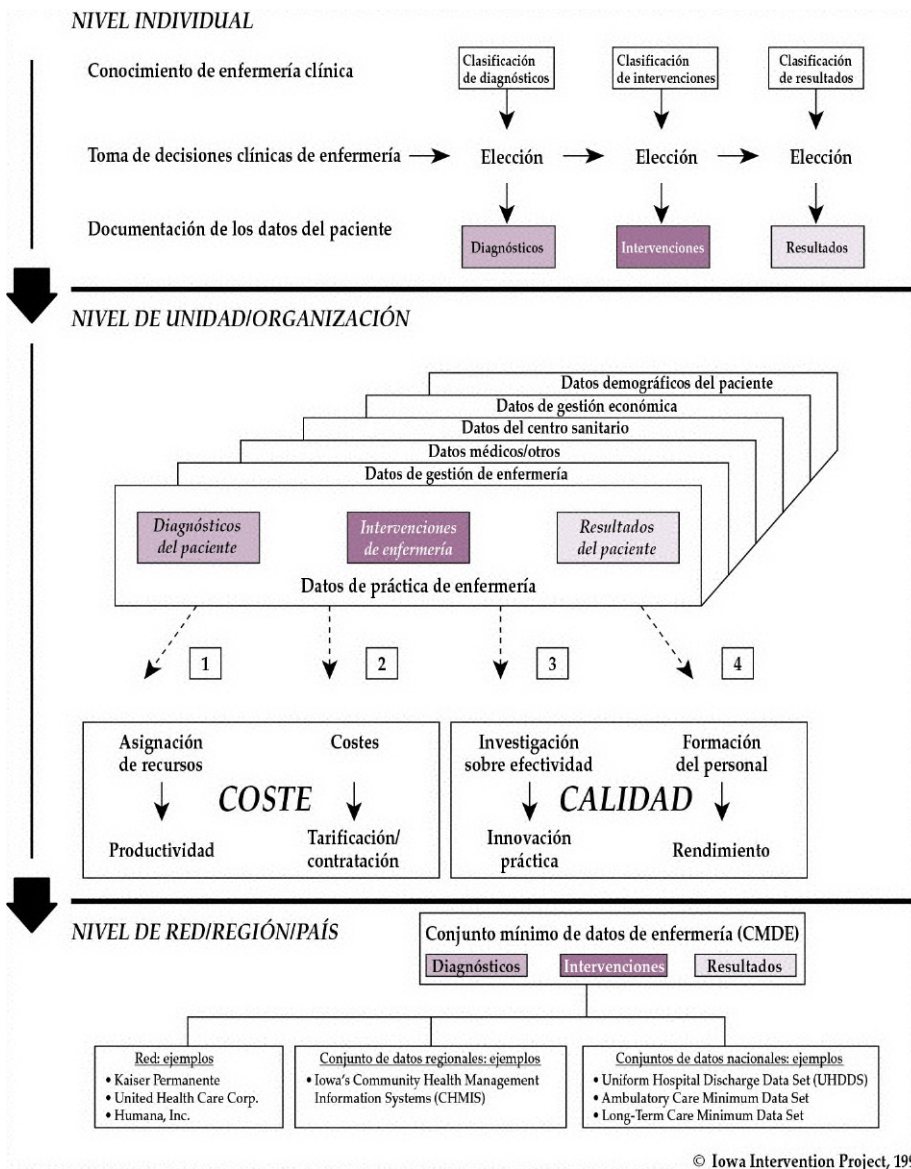 NIVEL INDIVIDUAL
Conocimiento de enfermería clínica
Clasificación
de diagnósticos
Clasificación
de intervenciones
Clasificación
de resultados
Toma de decisiones clínicas de enfermería
Elección
Elección
Elección
Documentación de los datos del paciente
Diagnósticos
Intervenciones
Resultados
NIVEL DE UNIDAD/ORGANIZACIÓN
Datos demográficos del paciente
Datos de gestión económica
Datos del centro sanitario
Datos médicos/otros
Datos de gestión de enfermería
Diagnósticos
del paciente
Intervenciones
de enfermería
Resultados
del paciente
Datos de práctica de enfermería
1
2
3
4
Asignación
de recursos
Costes
COSTE
Productividad
Tarificación/
contratación
Investigación
sobre efectividad
Formación
del personal
CALIDAD
Innovación
práctica
Rendimiento
NIVEL DE RED/REGIÓN/PAÍS
Conjunto mínimo de datos de enfermería (CMDE)
Diagnósticos
Intervenciones
Resultados
Red: ejemplos
• Kaiser Permanente
• United Health Care Corp.
• Humana, Inc.
Conjunto de datos regionales: ejemplos
• Iowa's Community Health Management
Information Systems (CHMIS)
Conjuntos de datos nacionales: ejemplos
• Uniform Hospital Discharge Data Set (UHDDS)
• Ambulatory Care Minimum Data Set
• Long-Term Care Minimum Data Set
© Iowa Intervention Project,